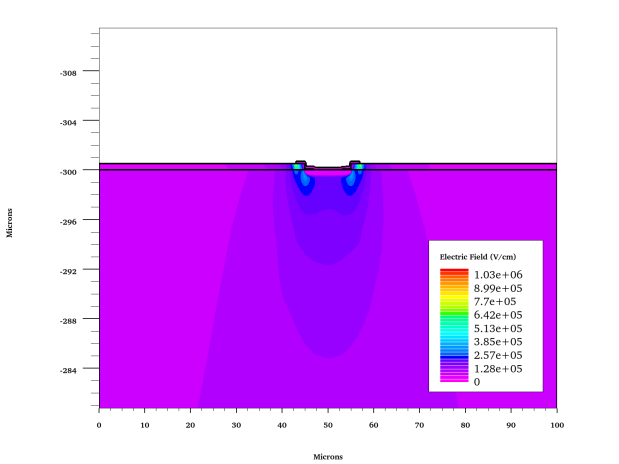 Microns
-308
-304
-300
-296
-292
-288
-284
Electric Field (V/cm)
1.03e+06
8.99e+05
7.7e+05
6.42e+05
5.13e+05
3.85e+05
2.57e+05
1.28e+05
0
0 10 20 30 40 50 60 70 80 90 100
Microns